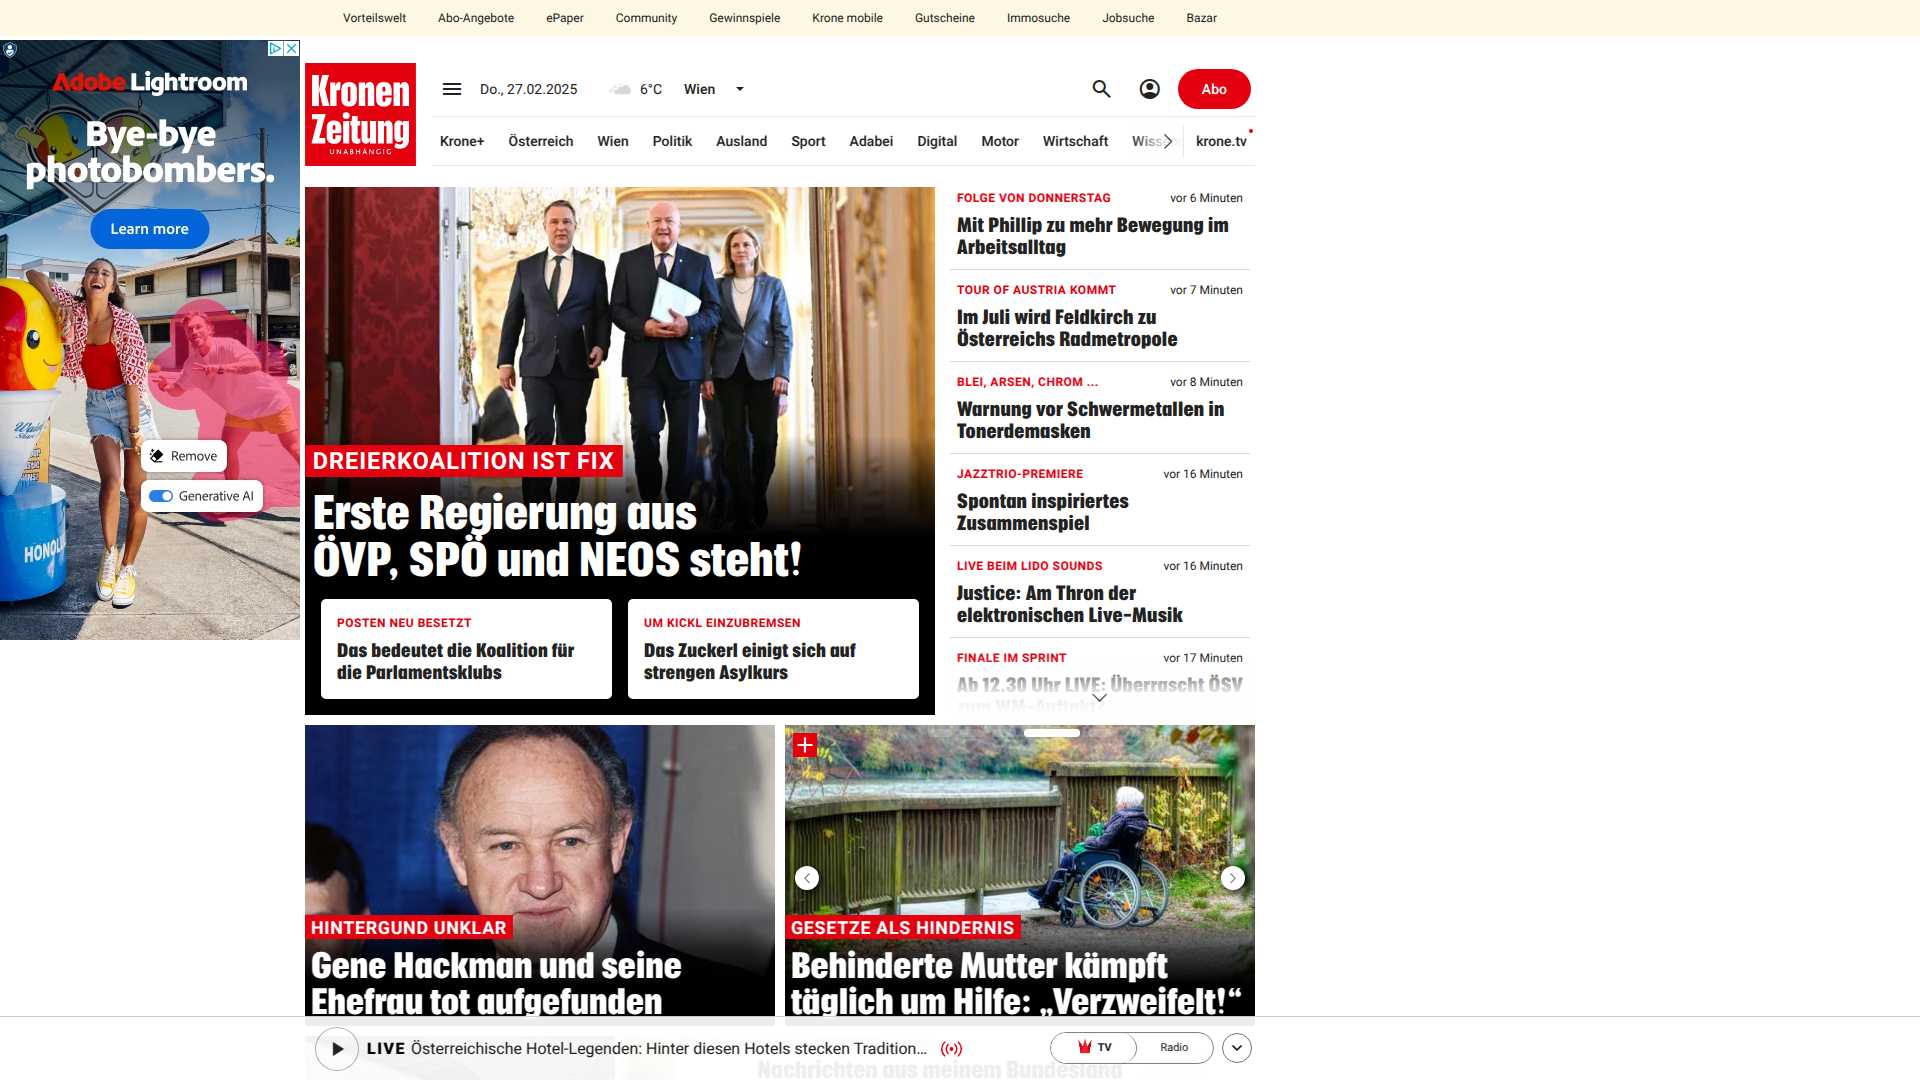 Vorteilswelt Abo-Angebote ePaper Community Gewinnspiele Krone mobile Gutscheine Immosuche Jobsuche Bazar
Adobe Lightroom
Bye-bye
photobombers.
Learn more
Remove
Generative AI
Kronen
Zeitung
UNABHÄNGIG
Do., 27.02.2025 6°C Wien Abo
Krone+ Österreich Wien Politik Ausland Sport Adabei Digital Motor Wirtschaft krone.tv
DREIERKOALITION IST FIX
Erste Regierung aus
ÖVP, SPÖ und NEOS steht!
POSTEN NEU BESETZT
Das bedeutet die Koalition für
die Parlamentsklubs
UM KICKL EINZUBREMSEN
Das Zuckerl einigt sich auf
strengen Asylkurs
FOLGE VON DONNERSTAG vor 6 Minuten
Mit Phillip zu mehr Bewegung im
Arbeitsalltag
TOUR OF AUSTRIA KOMMT vor 7 Minuten
Im Juli wird Feldkirch zu
Österreichs Radmetropole
BLEI, ARSEN, CHROM ... vor 8 Minuten
Warnung vor Schwermetallen in
Tonerdemasken
JAZZTRIO-PREMIERE vor 16 Minuten
Spontan inspiriertes
Zusammenspiel
LIVE BEIM LIDO SOUNDS vor 16 Minuten
Justice: Am Thron der
elektronischen Live-Musik
FINALE IM SPRINT vor 17 Minuten
Ab 12.30 Uhr LIVE: Überrascht ÖSV
zum WM-Auftakt?
HINTERGUND UNKLAR
Gene Hackman und seine
Ehefrau tot aufgefunden
GESETZE ALS HINDERNIS
Behinderte Mutter kämpft
täglich um Hilfe: „Verzweifelt!“
LIVE Österreichische Hotel-Legenden: Hinter diesen Hotels stecken Tradition... TV Radio
Nachrichten aus meinem Bundesland